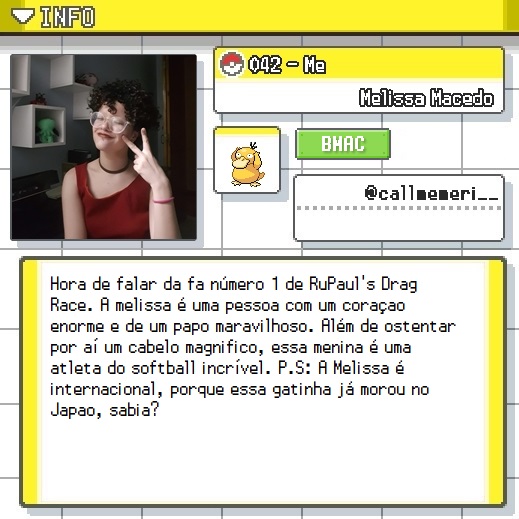 INFO
042 - Me
Melissa Macedo
BHAC
@callmemeri__
Hora de falar da fa número 1 de RuPaul's Drag
Race. A melissa é uma pessoa com um coraçao
enorme e de um papo maravilhoso. Além de ostentar
por aí um cabelo magnifico, essa menina é uma
atleta do softball incrível. P.S: A Melissa é
internacional, porque essa gatinha já morou no
Japao, sabia?